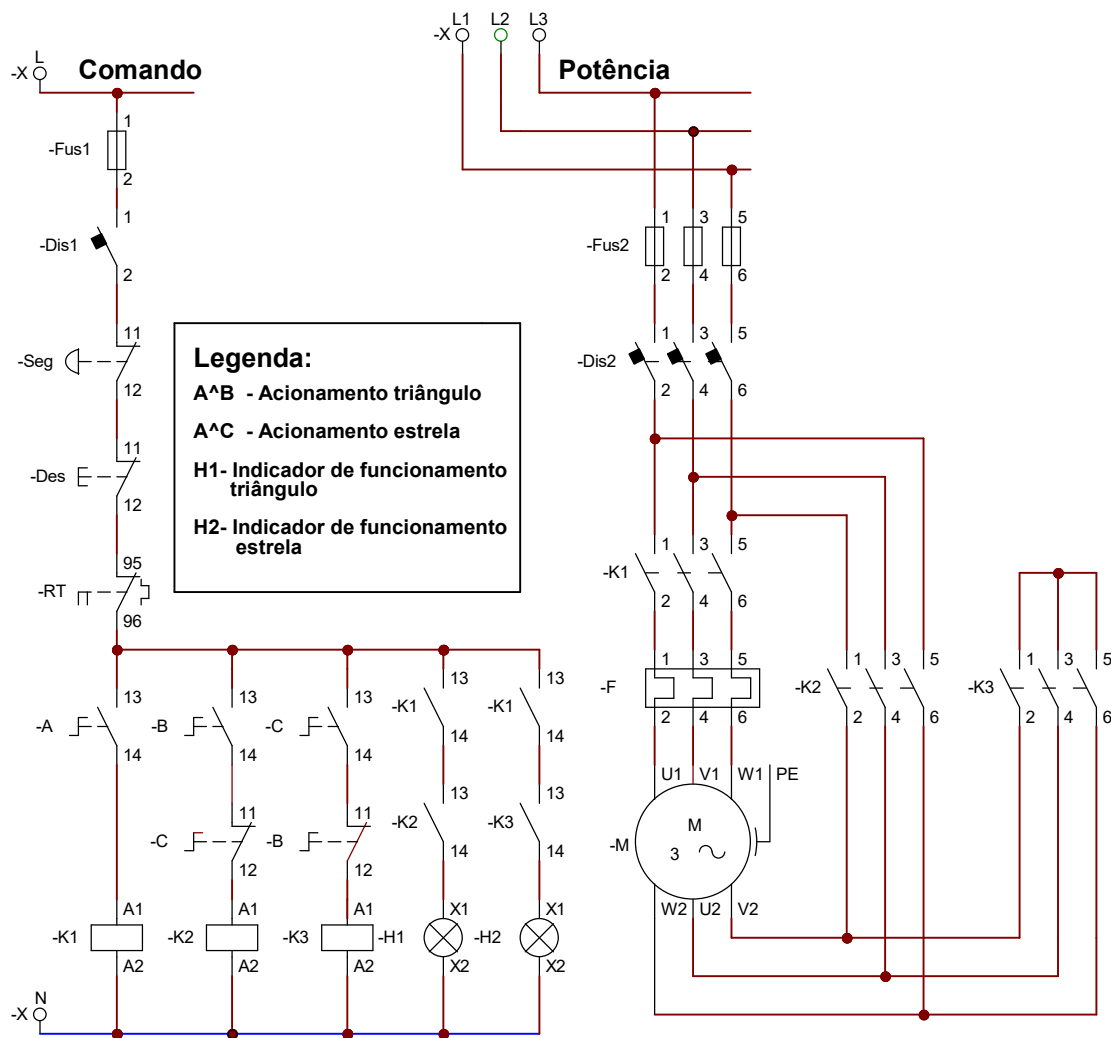 L1 L2 L3
-X
L
-X
Comando
Potência
1
-Fus1
2
1
-Dis1
2
11
-Seg
12
11
-Des
12
95
-RT
96
Legenda:
A^B - Acionamento triângulo
A^C - Acionamento estrela
H1- Indicador de funcionamento
triângulo
H2- Indicador de funcionamento
estrela
13 13 13 13 13
-A -B -C -K1 -K1
14 14 14 14 14
11 11 13 13
-C -B -K2 -K3
12 12 14 14
A1 A1 A1 X1 X1
-K1 -K2 -K3 -H1 -H2
A2 A2 A2 X2 X2
N
-X
1 3 5
-Fus2
2 4 6
1 3 5
-Dis2
2 4 6
1 3 5
-K1
2 4 6
1 3 5
-F
2 4 6
1 3 5
-K2
2 4 6
1 3 5
-K3
2 4 6
U1 V1 W1 PE
M
-M
3
W2 U2 V2